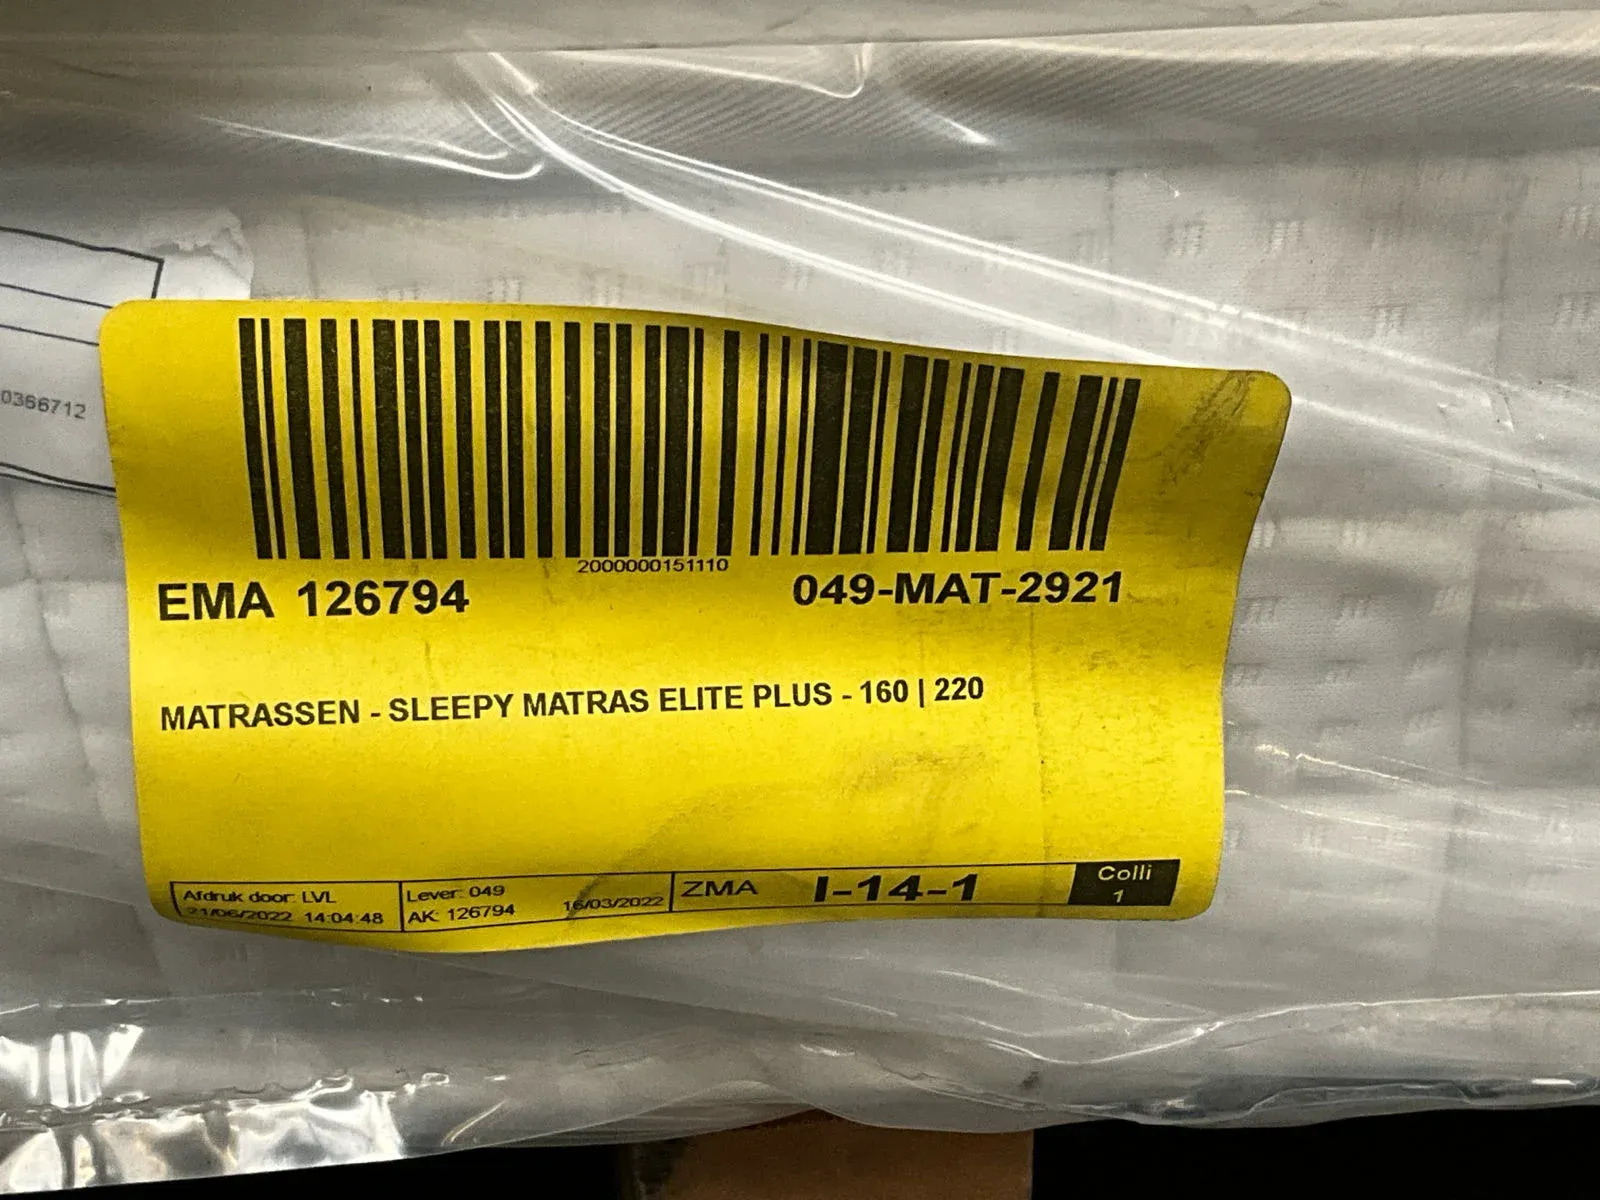 0366712
2000000151110
EMA 126794
049-MAT-2921
MATRASSEN - SLEEPY MATRAS ELITE PLUS - 160 | 220
Afdruk door: LVL
21/06/2022 14:04:48
Lever: 049
AK: 126794
16/03/2022
ZMA
I-14-1
Colli
1